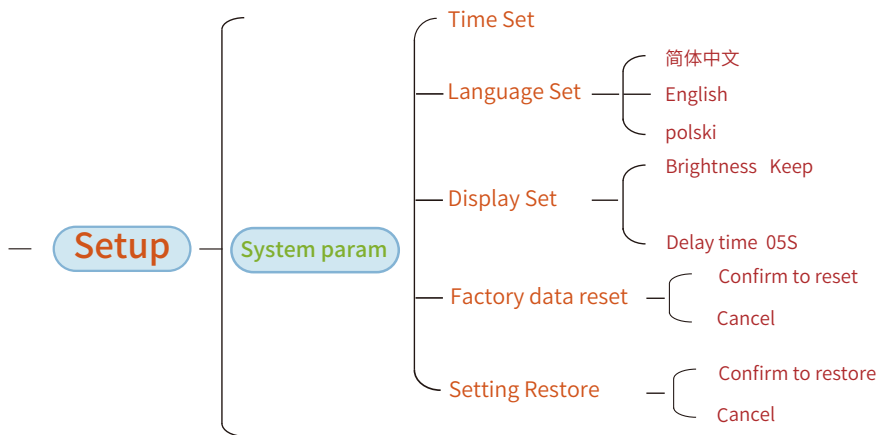 Setup
System param
Time Set
Language Set
简体中文
English
polski
Display Set
Brightness Keep
Delay time 05S
Factory data reset
Confirm to reset
Cancel
Setting Restore
Confirm to restore
Cancel